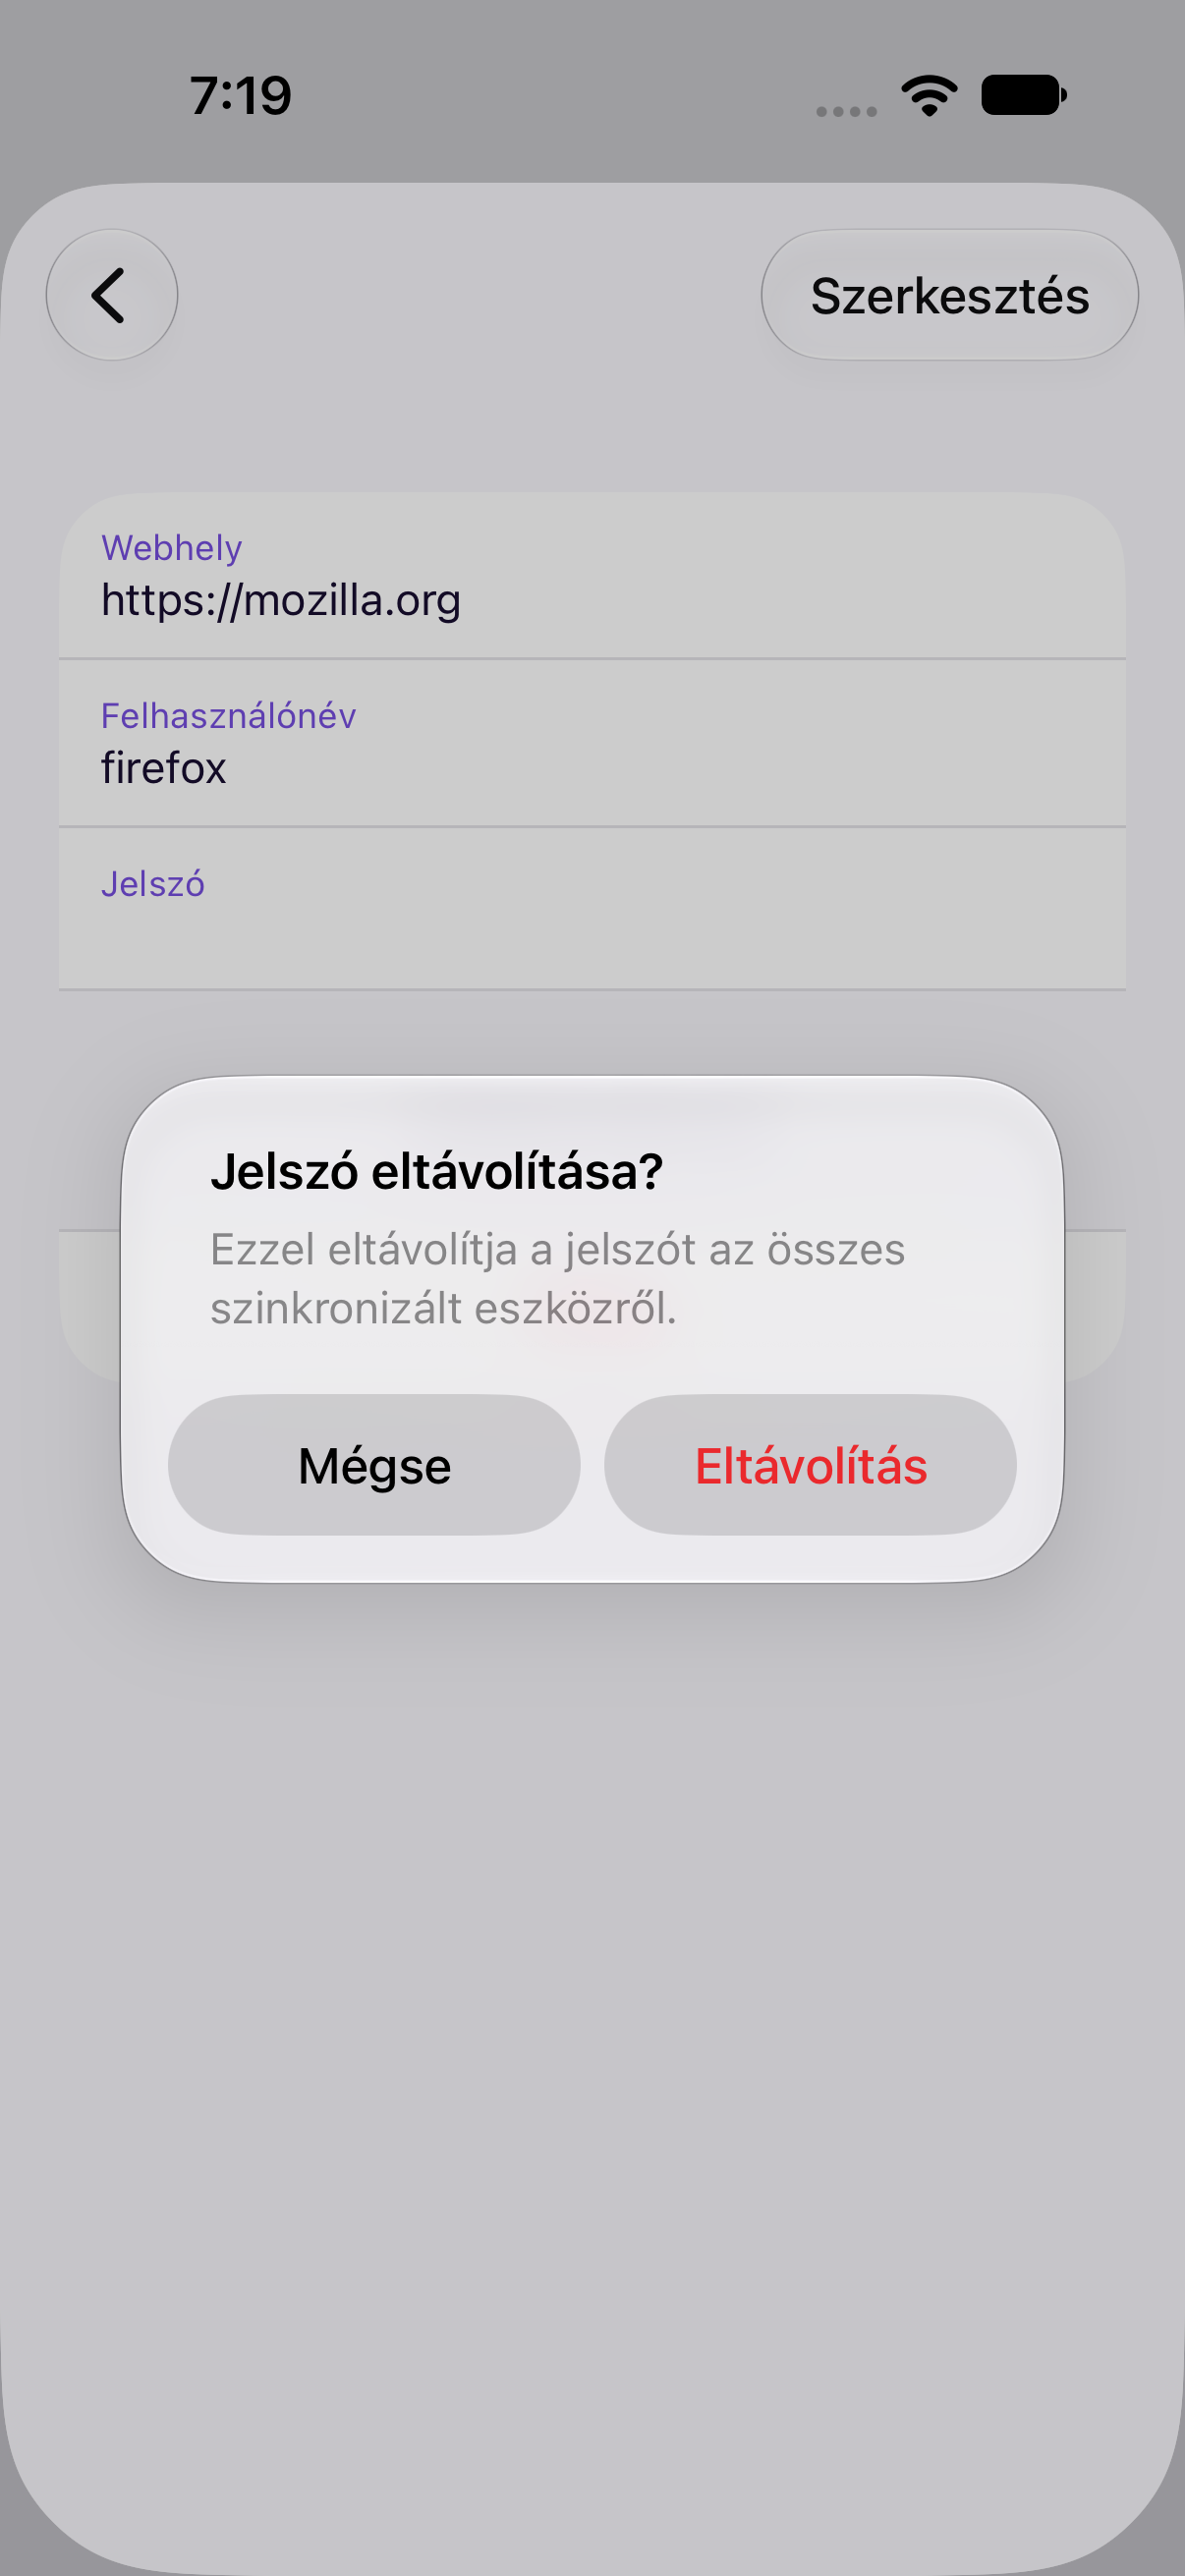 7:19
Szerkesztés
Webhely
https://mozilla.org
Felhasználónév
firefox
Jelszó
Jelszó eltávolítása?
Ezzel eltávolítja a jelszót az összes
szinkronizált eszközről.
Mégse
Eltávolítás